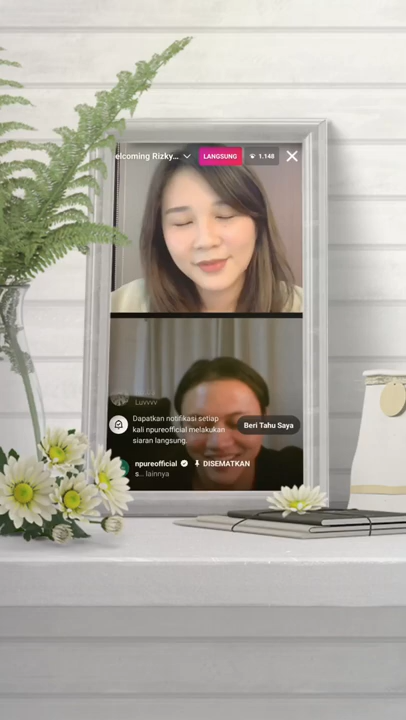 elcoming Rizky...
LANGSUNG
1.148
Luvvvy
Dapatkan notifikasi setiap
kali npureofficial melakukan
siaran langsung.
Beri Tahu Saya
npureofficial
DISEMATKAN
s... lainnya